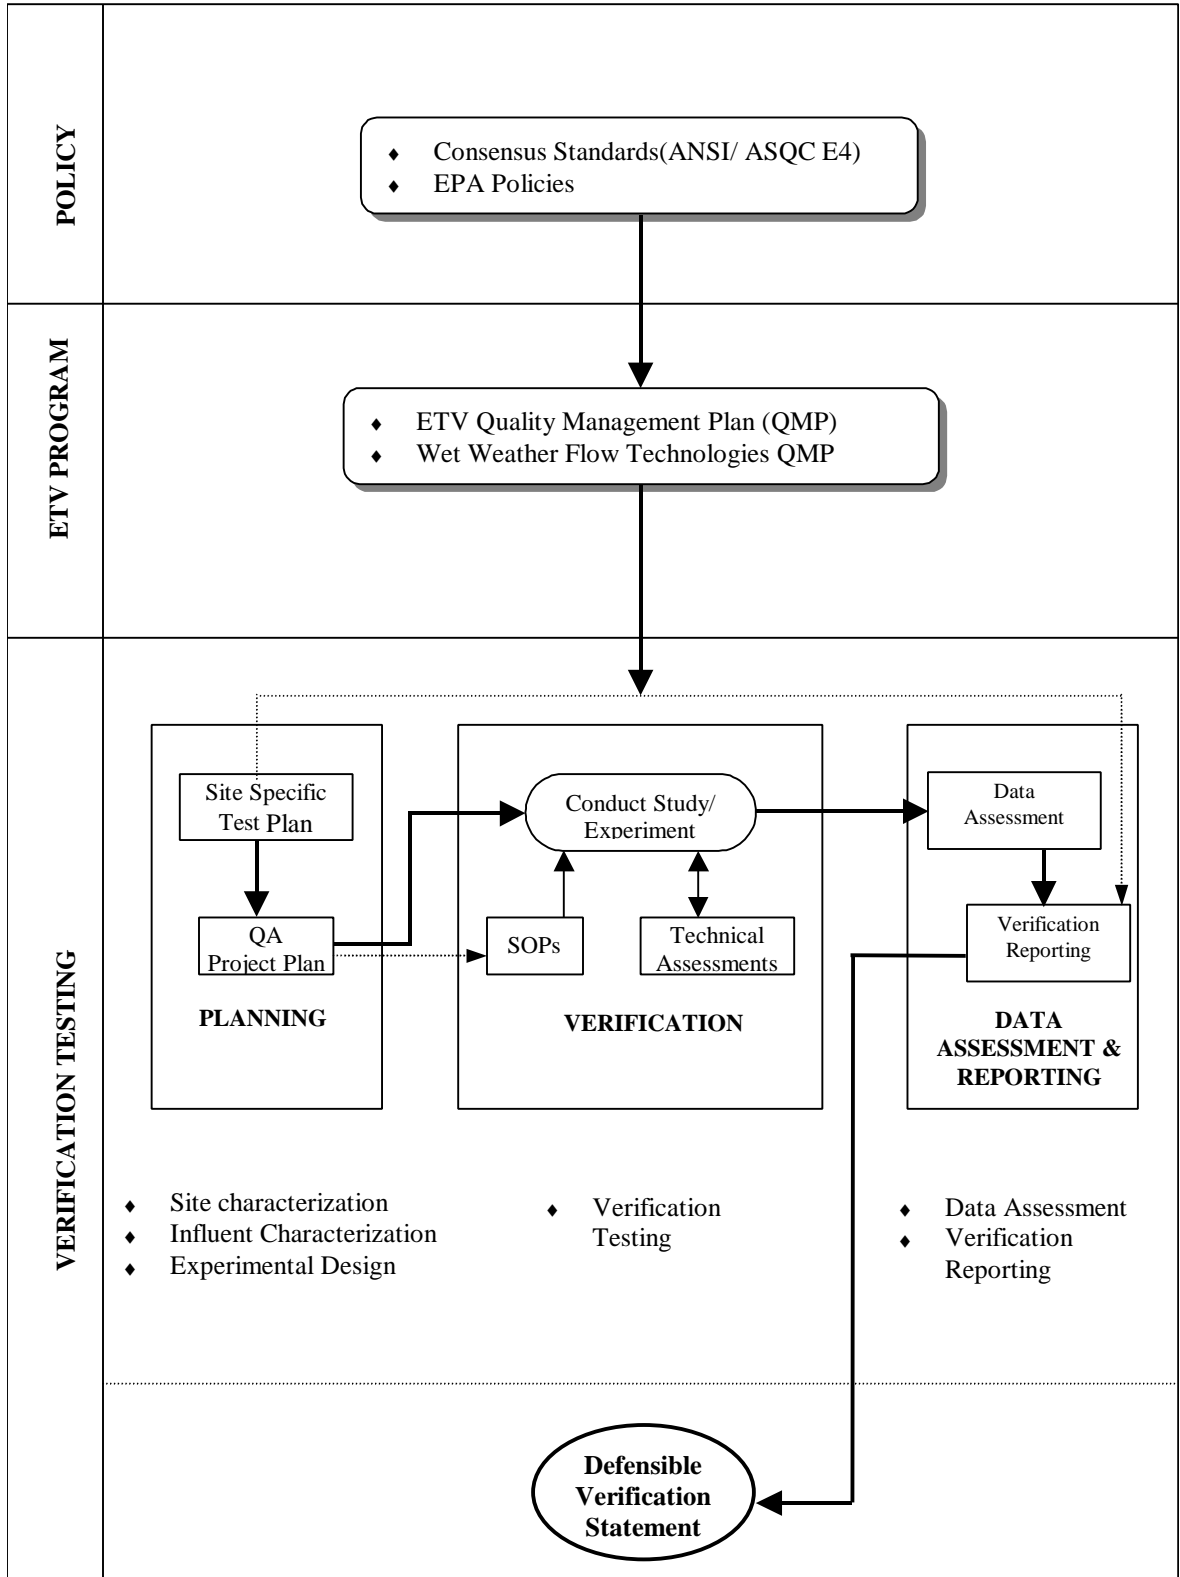 POLICY
♦ Consensus Standards(ANSI/ ASQC E4)
♦ EPA Policies
ETV PROGRAM
♦ ETV Quality Management Plan (QMP)
♦ Wet Weather Flow Technologies QMP
VERIFICATION TESTING
Site Specific
Test Plan
QA
Project Plan
PLANNING
Conduct Study/
Experiment
SOPs
Technical
Assessments
VERIFICATION
Data
Assessment
Verification
Reporting
DATA
ASSESSMENT &
REPORTING
♦ Site characterization
♦ Influent Characterization
♦ Experimental Design
♦ Verification
Testing
♦ Data Assessment
♦ Verification
Reporting
Defensible
Verification
Statement